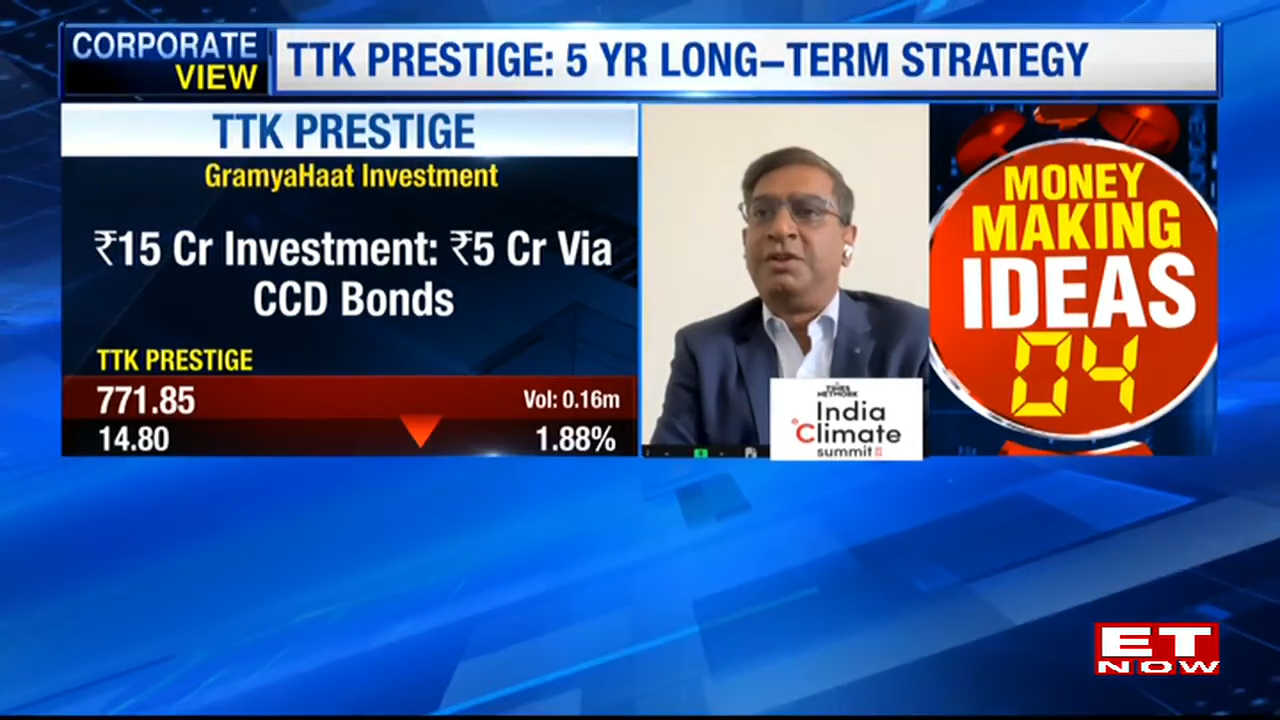 CORPORATE
VIEW
TTK PRESTIGE: 5 YR LONG-TERM STRATEGY
TTK PRESTIGE
GramyaHaat Investment
₹15 Cr Investment: ₹5 Cr Via
CCD Bonds
TTK PRESTIGE
771.85
Vol: 0.16m
14.80
1.88%
TIMES
NETWORK
India
°Climate
summit
MONEY
MAKING
IDEAS
04
ET
NOW